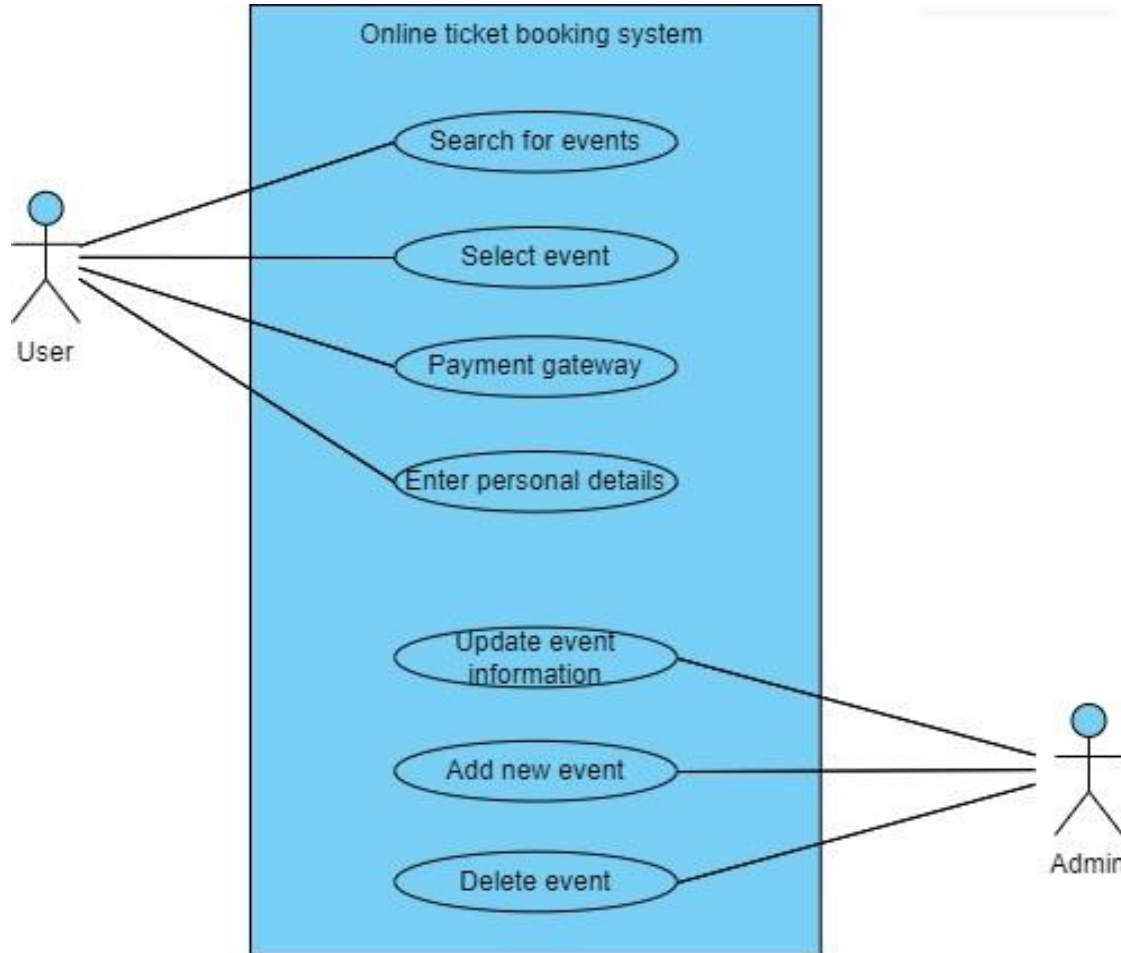 Online ticket booking system
Search for events
Select event
User
Payment gateway
Enter personal details
Update event
information
Add new event
Admin
Delete event